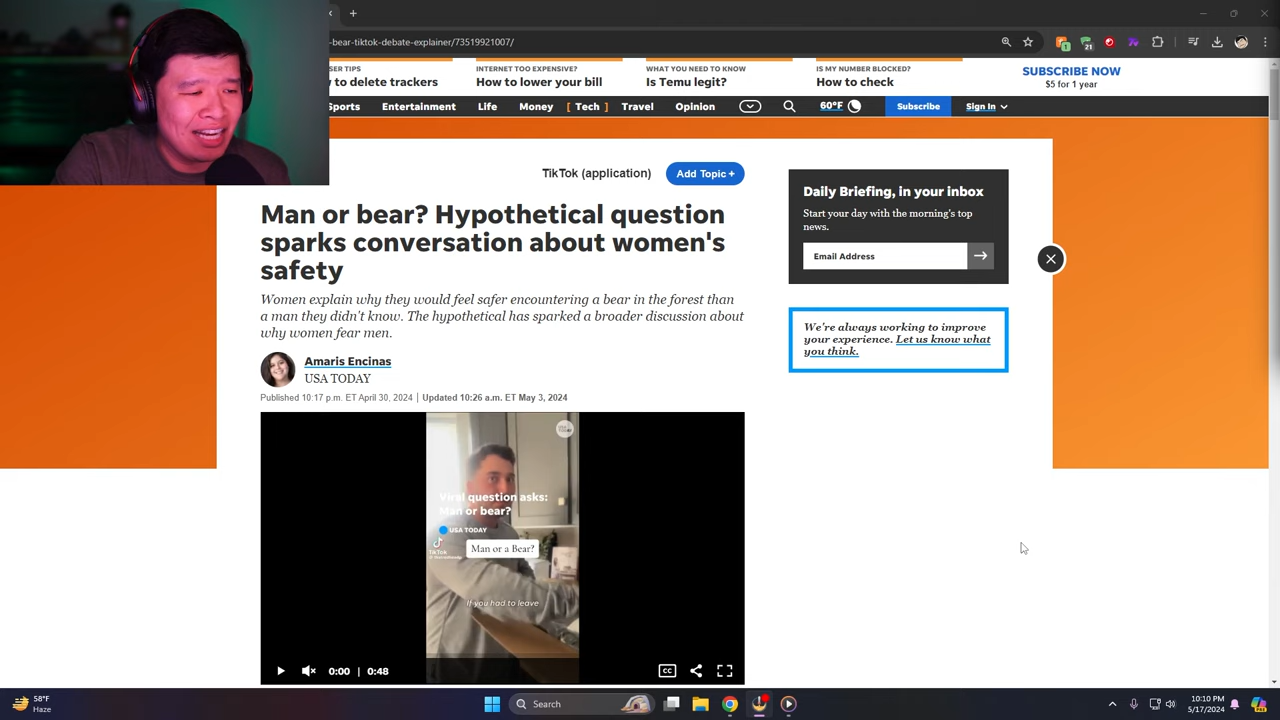 -bear-tiktok-debate-explainer/73519921007/
SER TIPS
to delete trackers
INTERNET TOO EXPENSIVE?
How to lower your bill
WHAT YOU NEED TO KNOW
Is Temu legit?
IS MY NUMBER BLOCKED?
How to check
SUBSCRIBE NOW
$5 for 1 year
Sports Entertainment Life Money [ Tech ] Travel Opinion 60°F Subscribe Sign In
TikTok (application) Add Topic +
Man or bear? Hypothetical question
sparks conversation about women's
safety
Women explain why they would feel safer encountering a bear in the forest than
a man they didn't know. The hypothetical has sparked a broader discussion about
why women fear men.
Amaris Encinas
USA TODAY
Published 10:17 p.m. ET April 30, 2024 | Updated 10:26 a.m. ET May 3, 2024
Viral question asks:
Man or bear?
USA TODAY
TikTok
Man or a Bear?
If you had to leave
0:00 | 0:48
CC
Daily Briefing, in your inbox
Start your day with the morning's top
news.
Email Address
We're always working to improve
your experience. Let us know what
you think.
58°F
Haze
Search
10:10 PM
5/17/2024